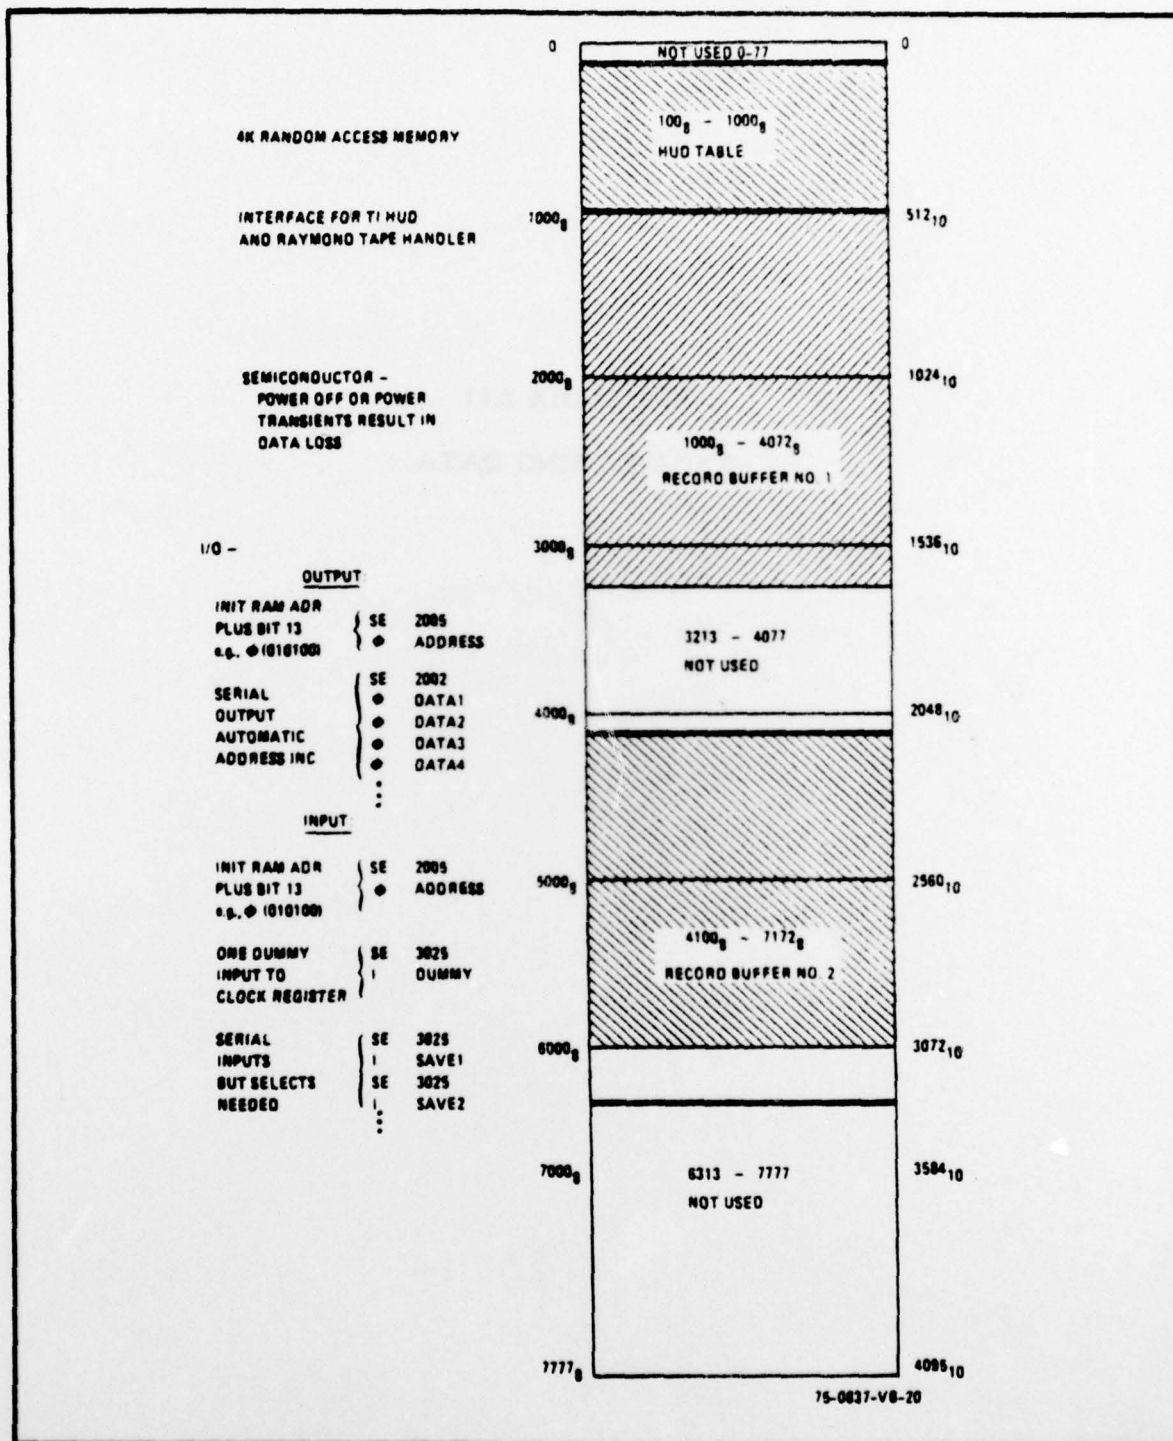 0 NOT USED 0-77 0
100₈ - 1000₈
HUD TABLE
4K RANDOM ACCESS MEMORY
INTERFACE FOR TI HUD
AND RAYMOND TAPE HANDLER
1000₈ 512₁₀
SEMICONDUCTOR -
POWER OFF OR POWER
TRANSIENTS RESULT IN
DATA LOSS
2000₈ 1024₁₀
1000₈ - 4072₈
RECORD BUFFER NO. 1
3000₈ 1536₁₀
I/O -
OUTPUT
INIT RAM ADR
PLUS BIT 13
e.g., Φ (010100)
SE 2005
Φ ADDRESS
3213 - 4077
NOT USED
SERIAL
OUTPUT
AUTOMATIC
ADDRESS INC
SE 2002
Φ DATA1
Φ DATA2
Φ DATA3
Φ DATA4
4000₈ 2048₁₀
INPUT
INIT RAM ADR
PLUS BIT 13
e.g., Φ (010100)
SE 2005
Φ ADDRESS
5000₈ 2560₁₀
4100₈ - 7172₈
RECORD BUFFER NO. 2
ONE DUMMY
INPUT TO
CLOCK REGISTER
SE 3025
I DUMMY
SERIAL
INPUTS
BUT SELECTS
NEEDED
SE 3025
I SAVE1
SE 3025
I SAVE2
6000₈ 3072₁₀
7000₈ 3584₁₀
6313 - 7777
NOT USED
7777₈ 4095₁₀
75-0837-VB-20